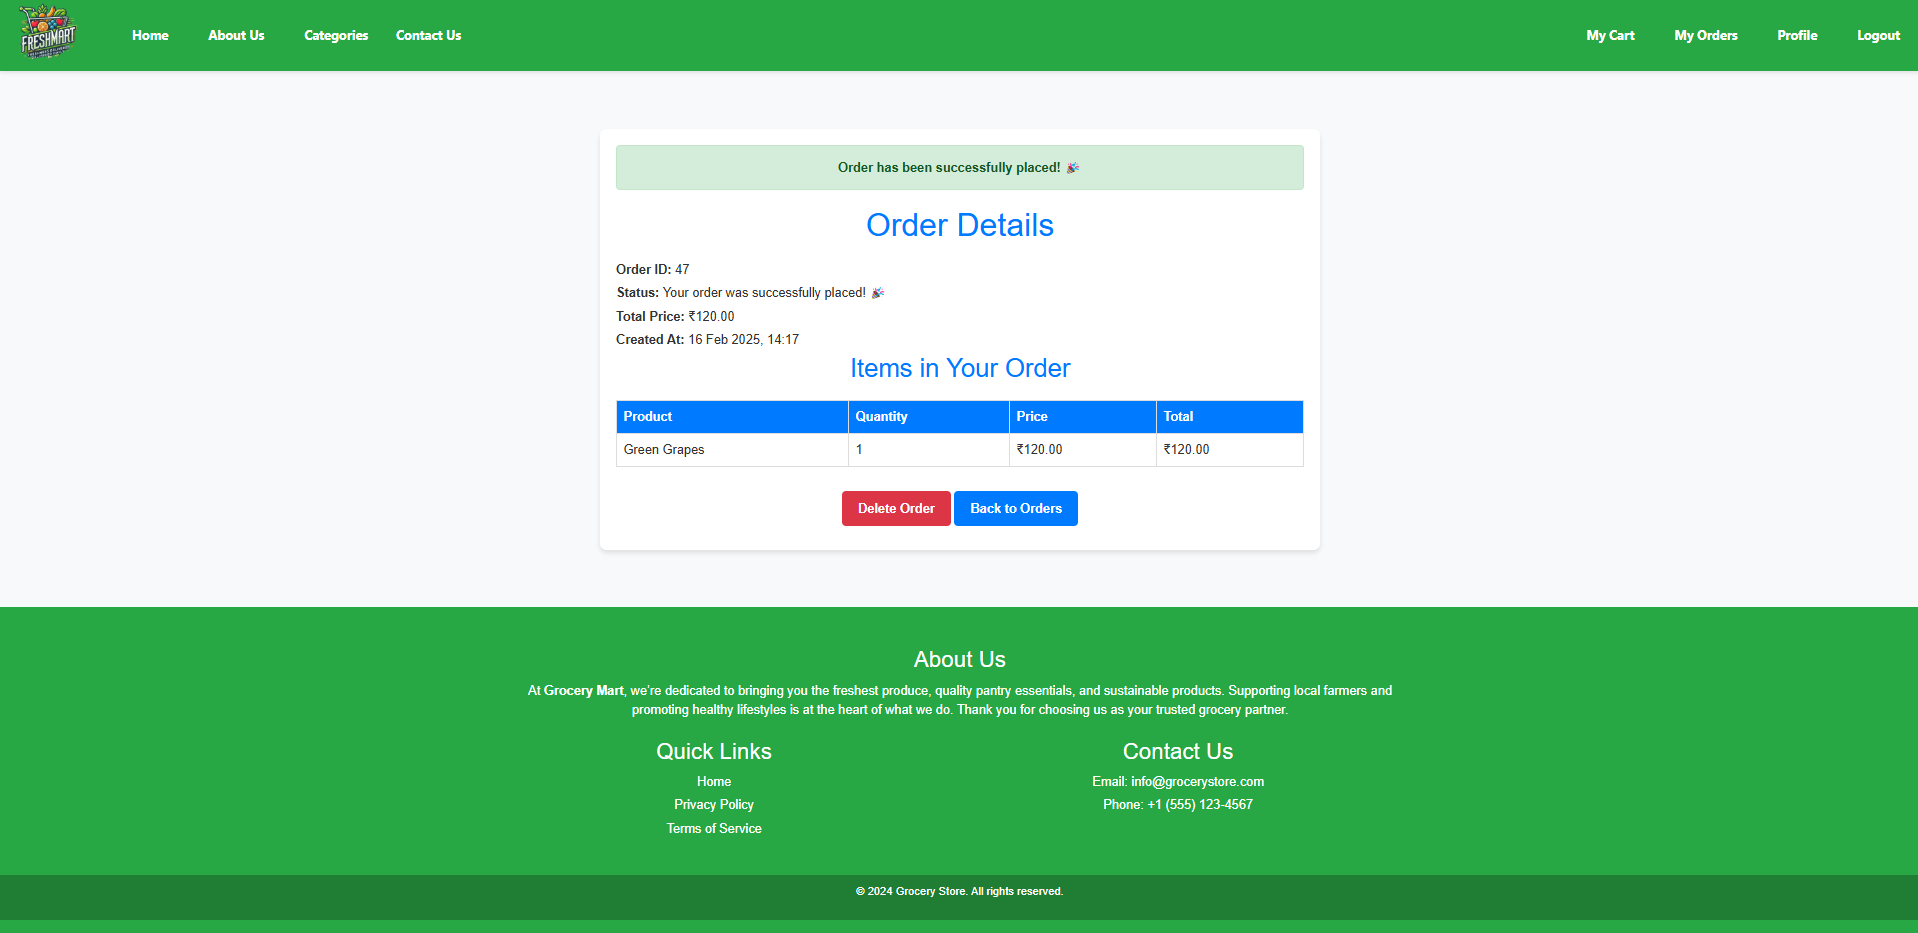 FRESHMART
Home
About Us
Categories
Contact Us
My Cart
My Orders
Profile
Logout
Order has been successfully placed! 🎉
Order Details
Order ID: 47
Status: Your order was successfully placed! 🎉
Total Price: ₹120.00
Created At: 16 Feb 2025, 14:17
Items in Your Order
Product Quantity Price Total
Green Grapes 1 ₹120.00 ₹120.00
Delete Order Back to Orders
About Us
At Grocery Mart, we're dedicated to bringing you the freshest produce, quality pantry essentials, and sustainable products. Supporting local farmers and
promoting healthy lifestyles is at the heart of what we do. Thank you for choosing us as your trusted grocery partner.
Quick Links
Home
Privacy Policy
Terms of Service
Contact Us
Email: info@grocerystore.com
Phone: +1 (555) 123-4567
© 2024 Grocery Store. All rights reserved.